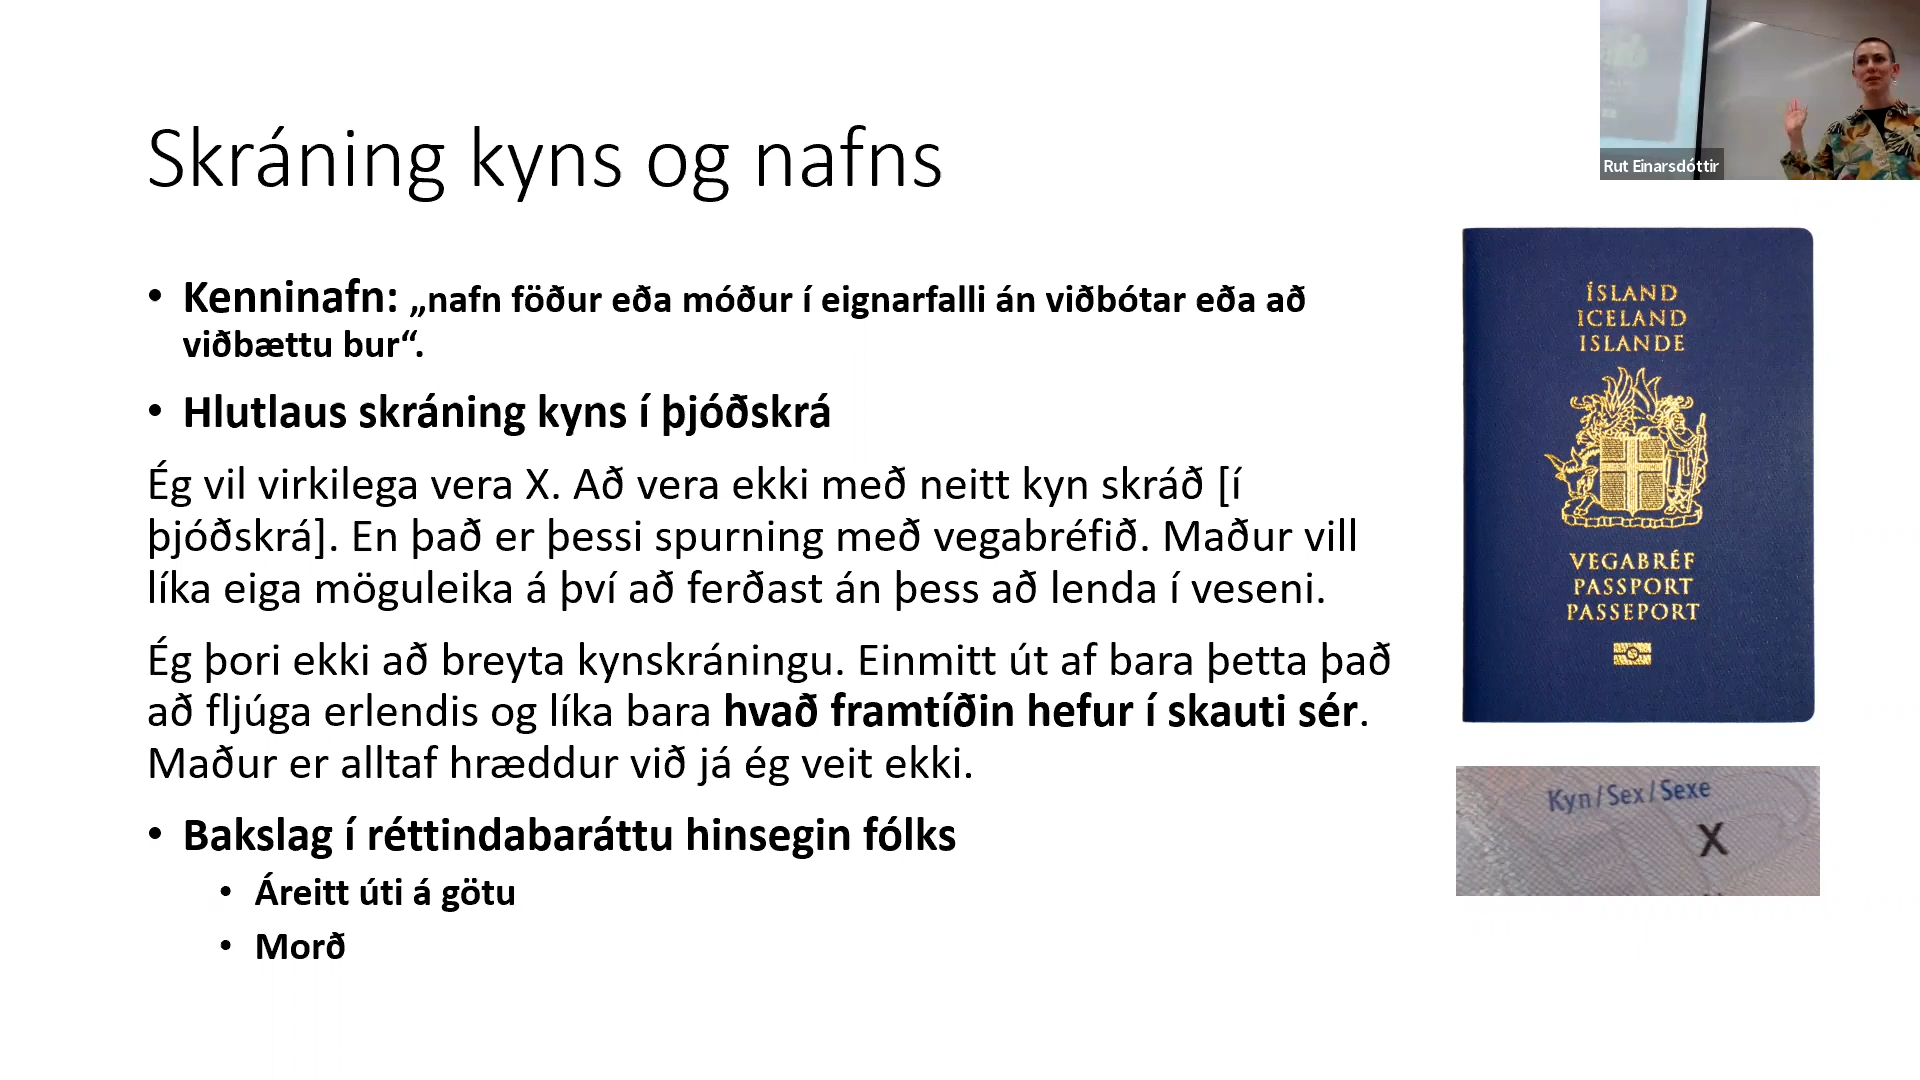 Skráning kyns og nafns
• Kenninafn: „nafn föður eða móður í eignarfalli án viðbótar eða að
viðbættu bur“.
• Hlutlaus skráning kyns í þjóðskrá
Ég vil virkilega vera X. Að vera ekki með neitt kyn skráð [í
þjóðskrá]. En það er þessi spurning með vegabréfið. Maður vill
líka eiga möguleika á því að ferðast án þess að lenda í veseni.
Ég þori ekki að breyta kynskráningu. Einmitt út af bara þetta það
að fljúga erlendis og líka bara hvað framtíðin hefur í skauti sér.
Maður er alltaf hræddur við já ég veit ekki.
• Bakslag í réttindabaráttu hinsegin fólks
• Áreitt úti á götu
• Morð
Rut Einarsdóttir
ÍSLAND
ICELAND
ISLANDE
VEGABRÉF
PASSPORT
PASSEPORT
Kyn/Sex/Sexe
X